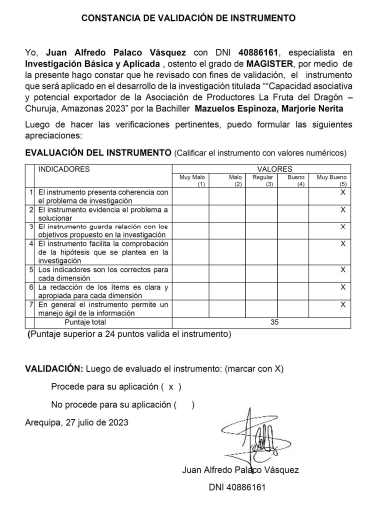 CONSTANCIA DE VALIDACIÓN DE INSTRUMENTO
Yo, Juan Alfredo Palaco Vásquez con DNI 40886161, especialista en
Investigación Básica y Aplicada , ostento el grado de MAGISTER, por medio de
la presente hago constar que he revisado con fines de validación, el instrumento
que será aplicado en el desarrollo de la investigación titulada ""Capacidad asociativa
y potencial exportador de la Asociación de Productores La Fruta del Dragón –
Churuja, Amazonas 2023" por la Bachiller Mazuelos Espinoza, Marjorie Nerita
Luego de hacer las verificaciones pertinentes, puedo formular las siguientes
apreciaciones:
EVALUACIÓN DEL INSTRUMENTO (Calificar el instrumento con valores numéricos)
INDICADORES VALORES
Muy Malo (1) Malo (2) Regular (3) Bueno (4) Muy Bueno (5)
1 El instrumento presenta coherencia con X
el problema de investigación
2 El instrumento evidencia el problema a X
solucionar
3 El instrumento guarda relación con los X
objetivos propuesto en la investigación
4 El instrumento facilita la comprobación X
de la hipótesis que se plantea en la
investigación
5 Los indicadores son los correctos para X
cada dimensión
6 La redacción de los items es clara y X
apropiada para cada dimensión
7 En general el instrumento permite un X
manejo ágil de la información
Puntaje total 35
(Puntaje superior a 24 puntos valida el instrumento)
VALIDACIÓN: Luego de evaluado el instrumento: (marcar con X)
Procede para su aplicación ( x )
No procede para su aplicación ( )
Arequipa, 27 julio de 2023
Juan Alfredo Palaco Vásquez
DNI 40886161